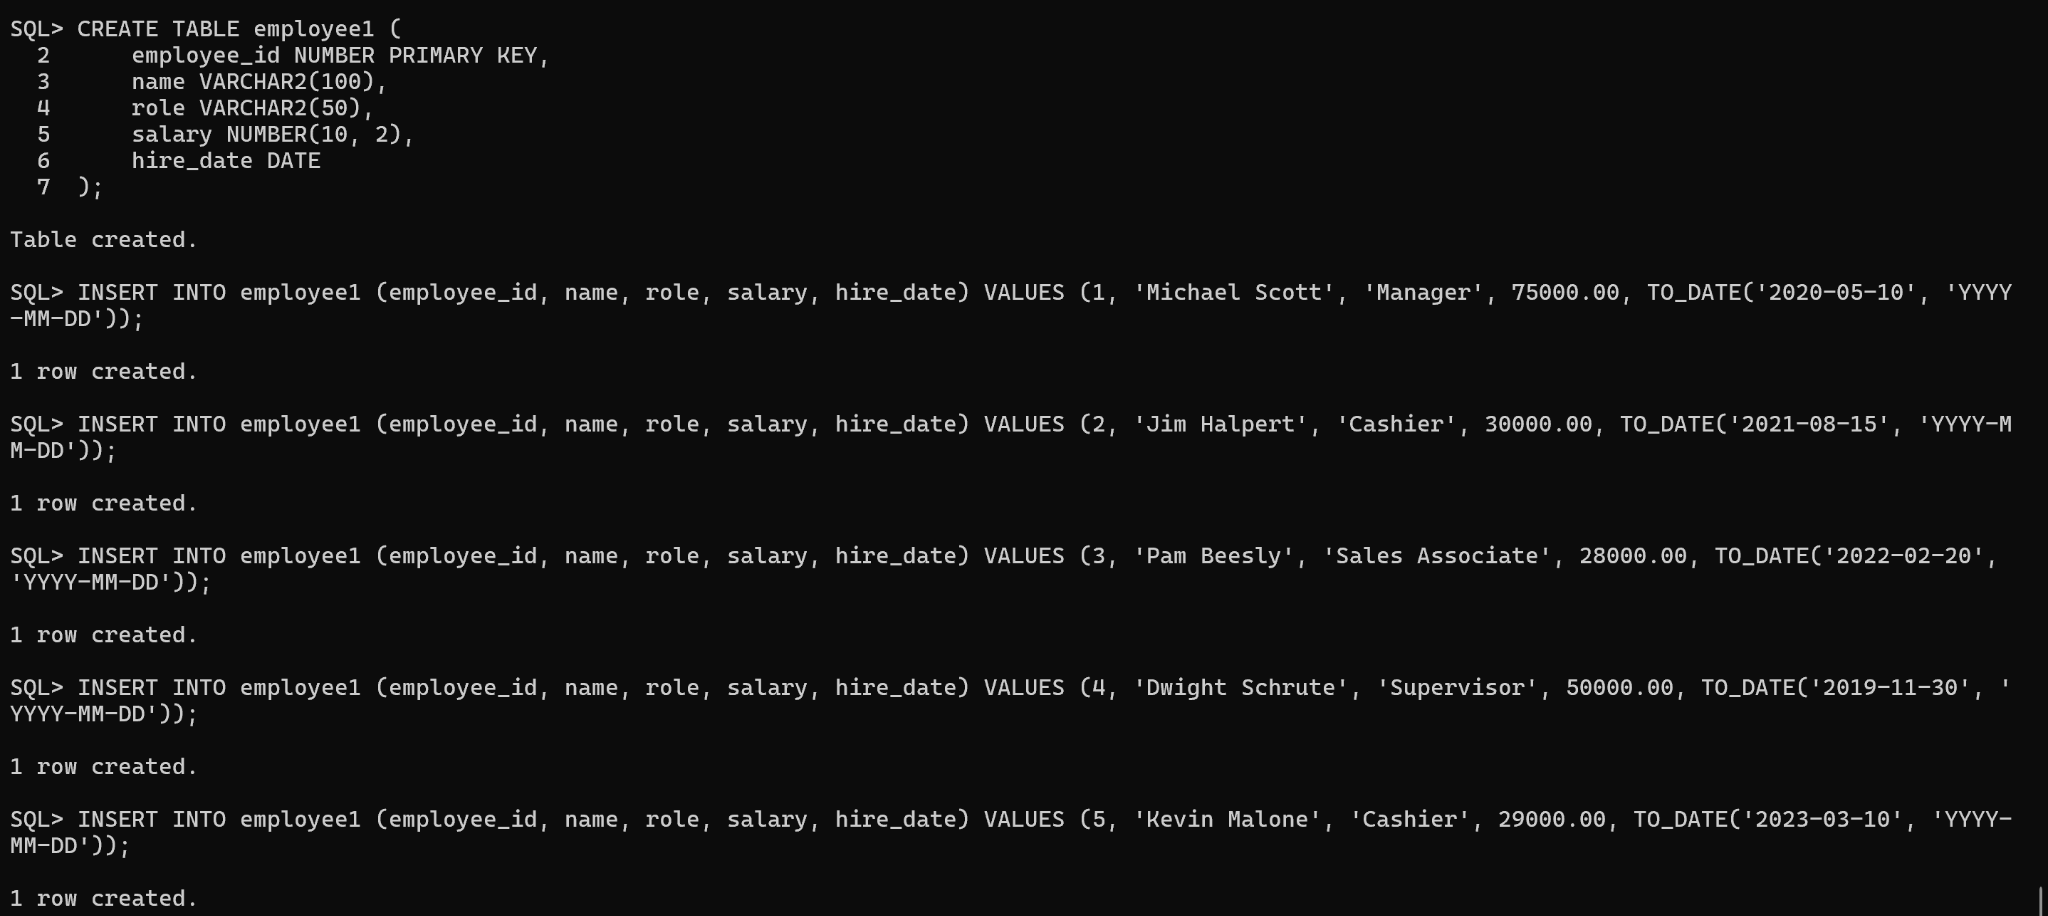 SQL> CREATE TABLE employee1 (
  2      employee_id NUMBER PRIMARY KEY,
  3      name VARCHAR2(100),
  4      role VARCHAR2(50),
  5      salary NUMBER(10, 2),
  6      hire_date DATE
  7  );
Table created.
SQL> INSERT INTO employee1 (employee_id, name, role, salary, hire_date) VALUES (1, 'Michael Scott', 'Manager', 75000.00, TO_DATE('2020-05-10', 'YYYY
-MM-DD'));
1 row created.
SQL> INSERT INTO employee1 (employee_id, name, role, salary, hire_date) VALUES (2, 'Jim Halpert', 'Cashier', 30000.00, TO_DATE('2021-08-15', 'YYYY-M
M-DD'));
1 row created.
SQL> INSERT INTO employee1 (employee_id, name, role, salary, hire_date) VALUES (3, 'Pam Beesly', 'Sales Associate', 28000.00, TO_DATE('2022-02-20',
'YYYY-MM-DD'));
1 row created.
SQL> INSERT INTO employee1 (employee_id, name, role, salary, hire_date) VALUES (4, 'Dwight Schrute', 'Supervisor', 50000.00, TO_DATE('2019-11-30', '
YYYY-MM-DD'));
1 row created.
SQL> INSERT INTO employee1 (employee_id, name, role, salary, hire_date) VALUES (5, 'Kevin Malone', 'Cashier', 29000.00, TO_DATE('2023-03-10', 'YYYY-
MM-DD'));
1 row created.